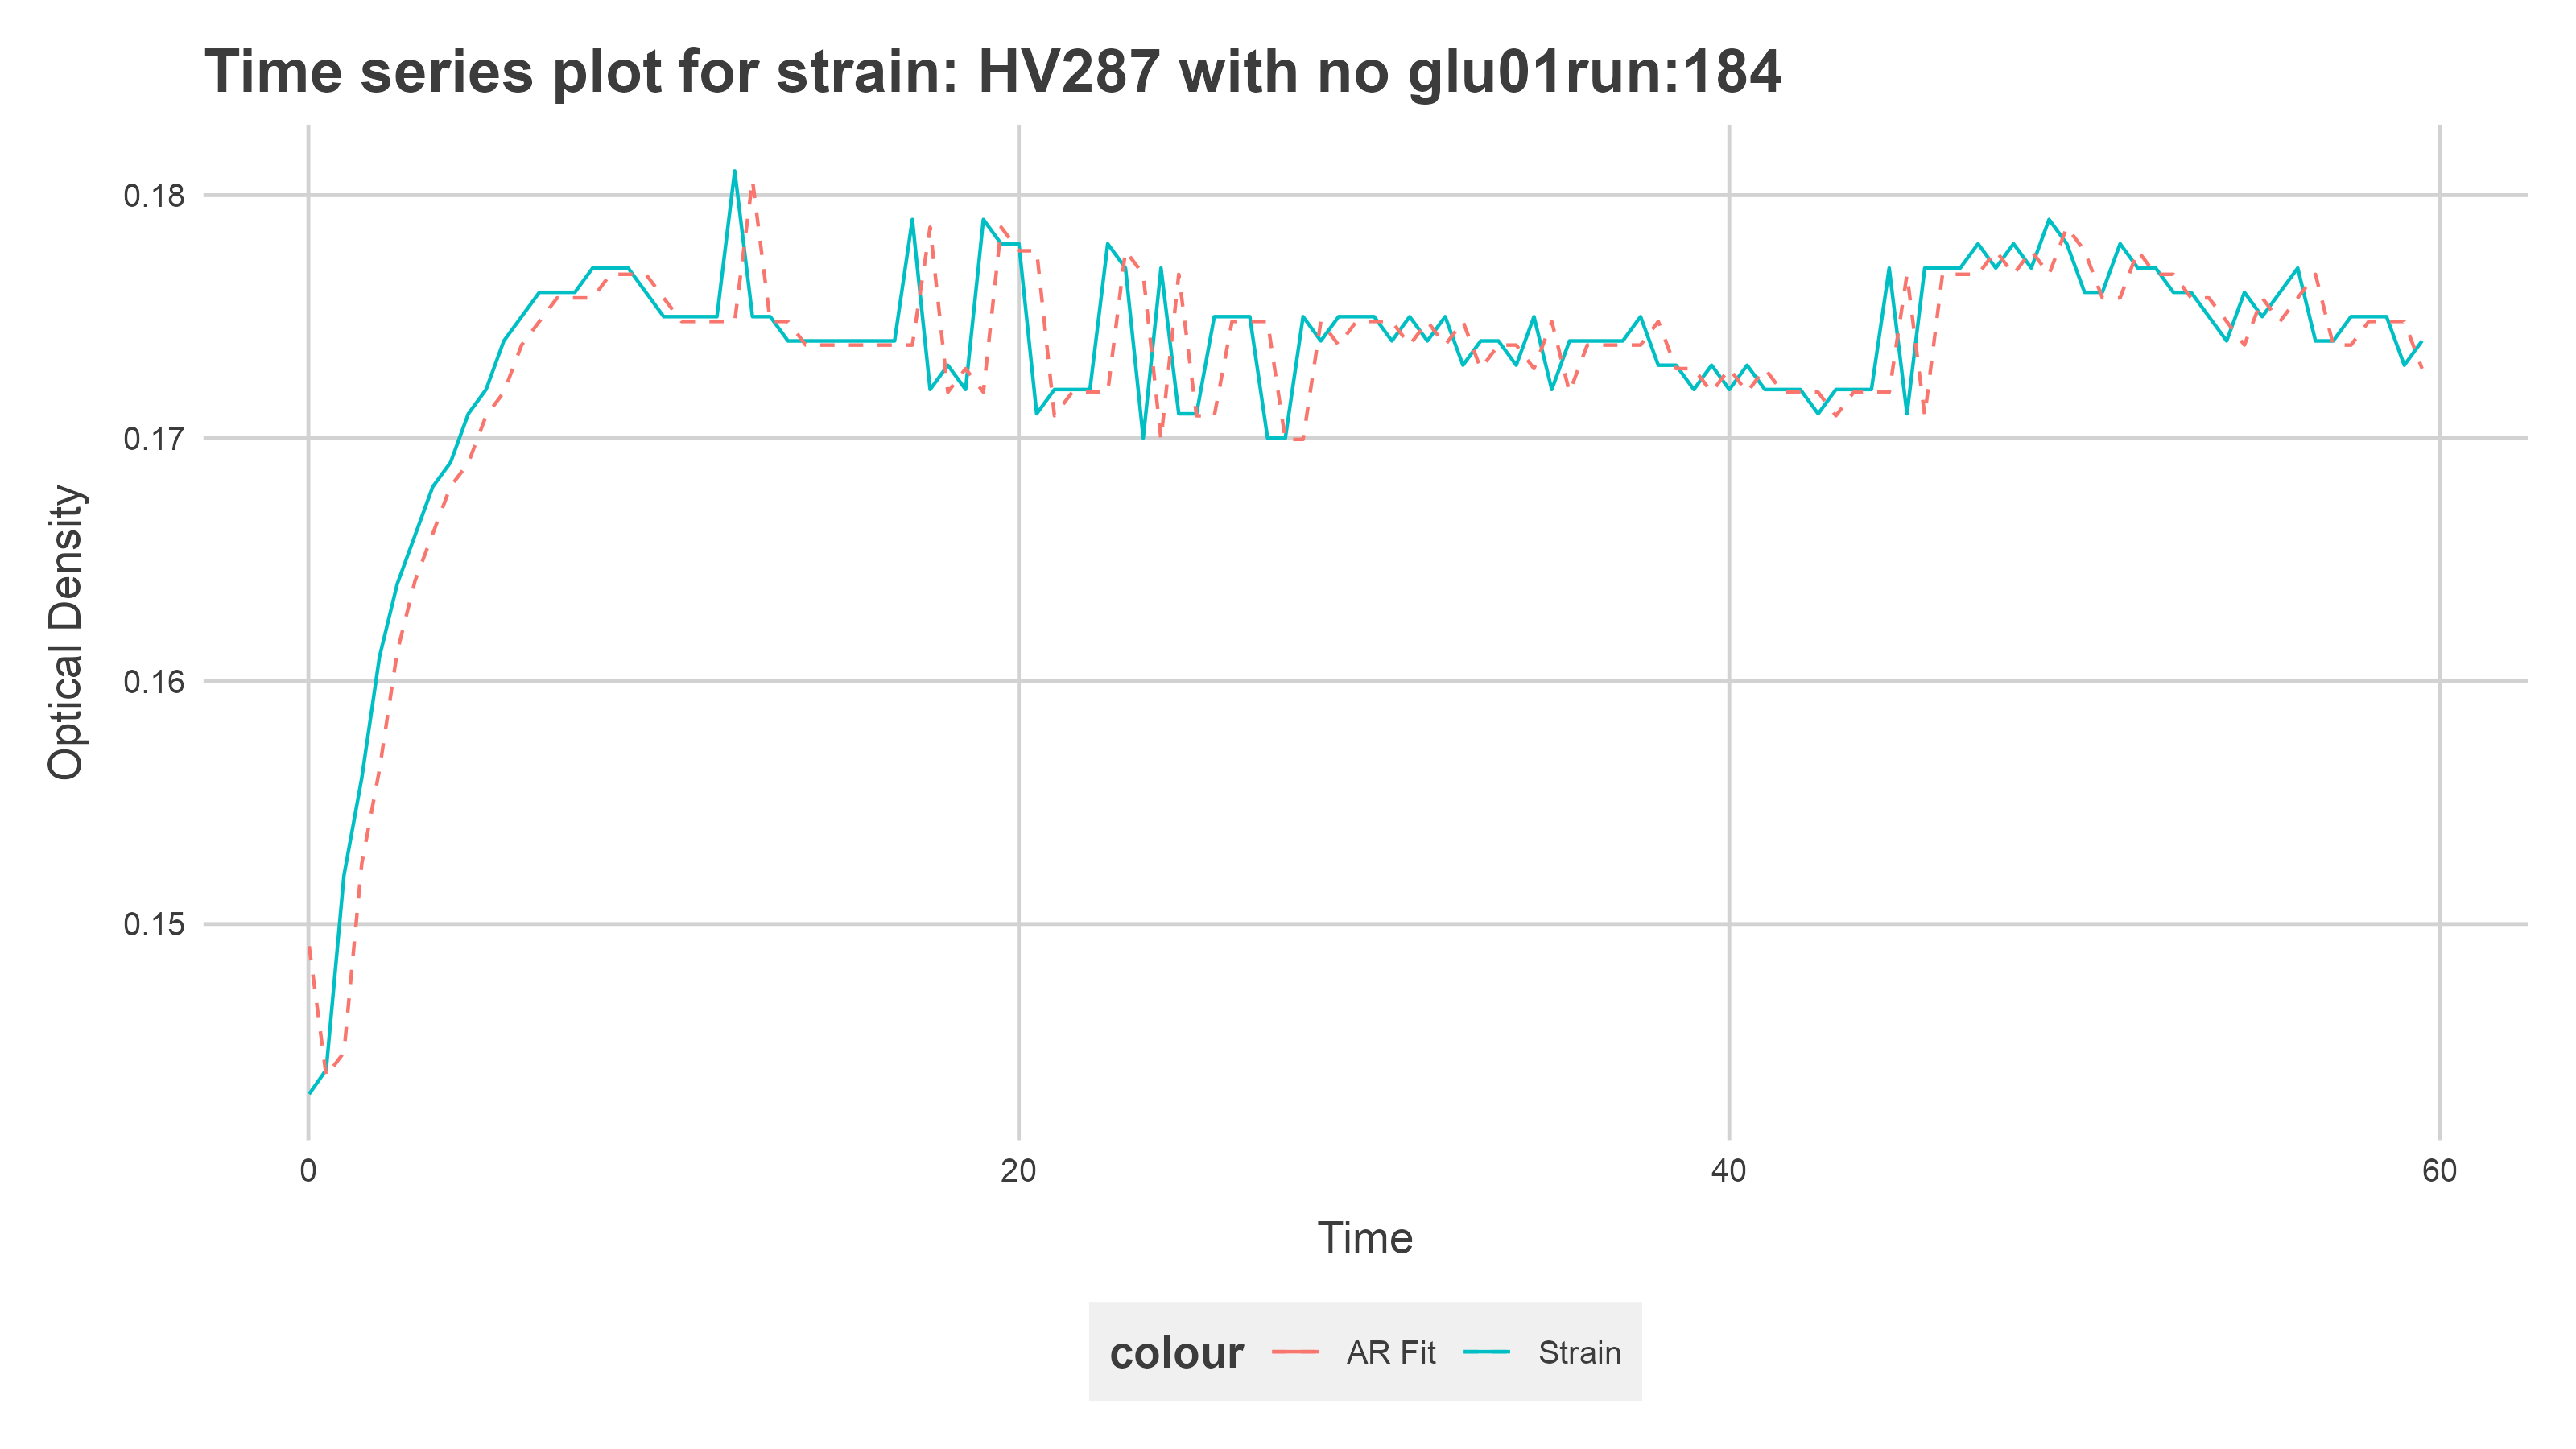 Time series plot for strain: HV287 with no glu01run:184
0.18
0.17
0.16
0.15
Optical Density
0 20 40 60
Time
colour AR Fit Strain